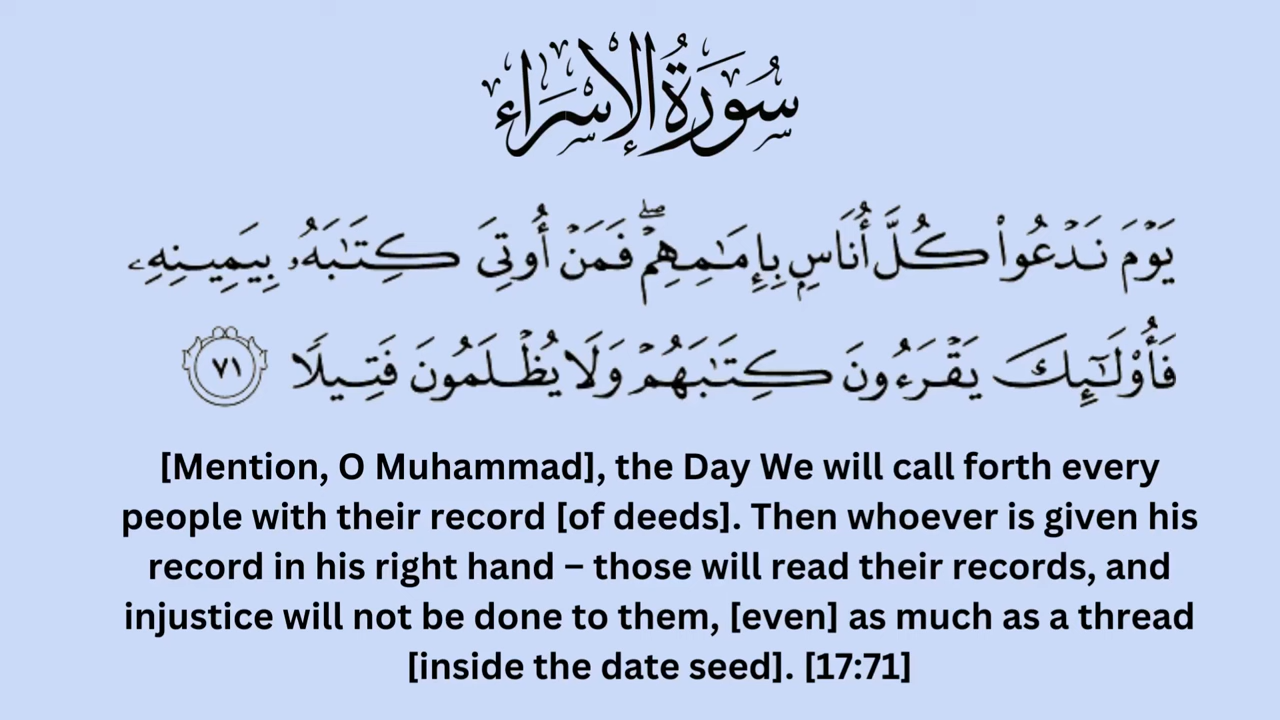 سُورَةُ الإِسْرَاءِ
يَوْمَ نَدْعُوا۟ كُلَّ أُنَاسٍۭ بِإِمَٰمِهِمْ ۖ فَمَنْ أُوتِىَ كِتَٰبَهُۥ بِيَمِينِهِۦ
فَأُو۟لَٰٓئِكَ يَقْرَءُونَ كِتَٰبَهُمْ وَلَا يُظْلَمُونَ فَتِيلًا ٧١
[Mention, O Muhammad], the Day We will call forth every
people with their record [of deeds]. Then whoever is given his
record in his right hand – those will read their records, and
injustice will not be done to them, [even] as much as a thread
[inside the date seed]. [17:71]